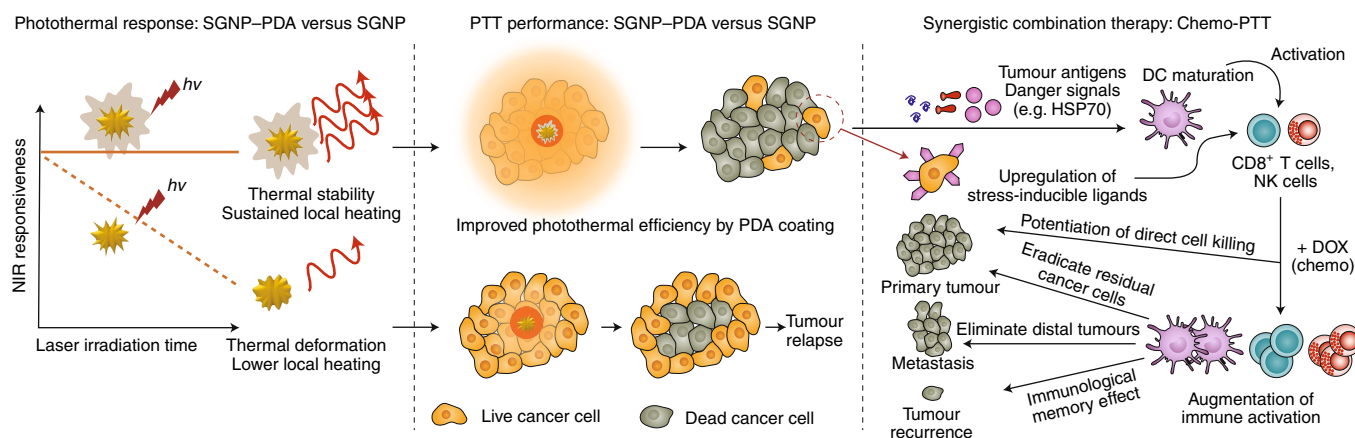 Photothermal response: SGNP–PDA versus SGNP
hv
NIR responsiveness
Thermal stability
Sustained local heating
hv
Laser irradiation time
Thermal deformation
Lower local heating
PTT performance: SGNP–PDA versus SGNP
Improved photothermal efficiency by PDA coating
Tumour
relapse
Live cancer cell
Dead cancer cell
Synergistic combination therapy: Chemo-PTT
Tumour antigens
Danger signals
(e.g. HSP70)
DC maturation
Activation
CD8+ T cells,
NK cells
Upregulation of
stress-inducible ligands
Potentiation of direct cell killing
+ DOX
(chemo)
Eradicate residual
cancer cells
Primary tumour
Eliminate distal tumours
Metastasis
Immunological
memory effect
Tumour
recurrence
Augmentation of
immune activation